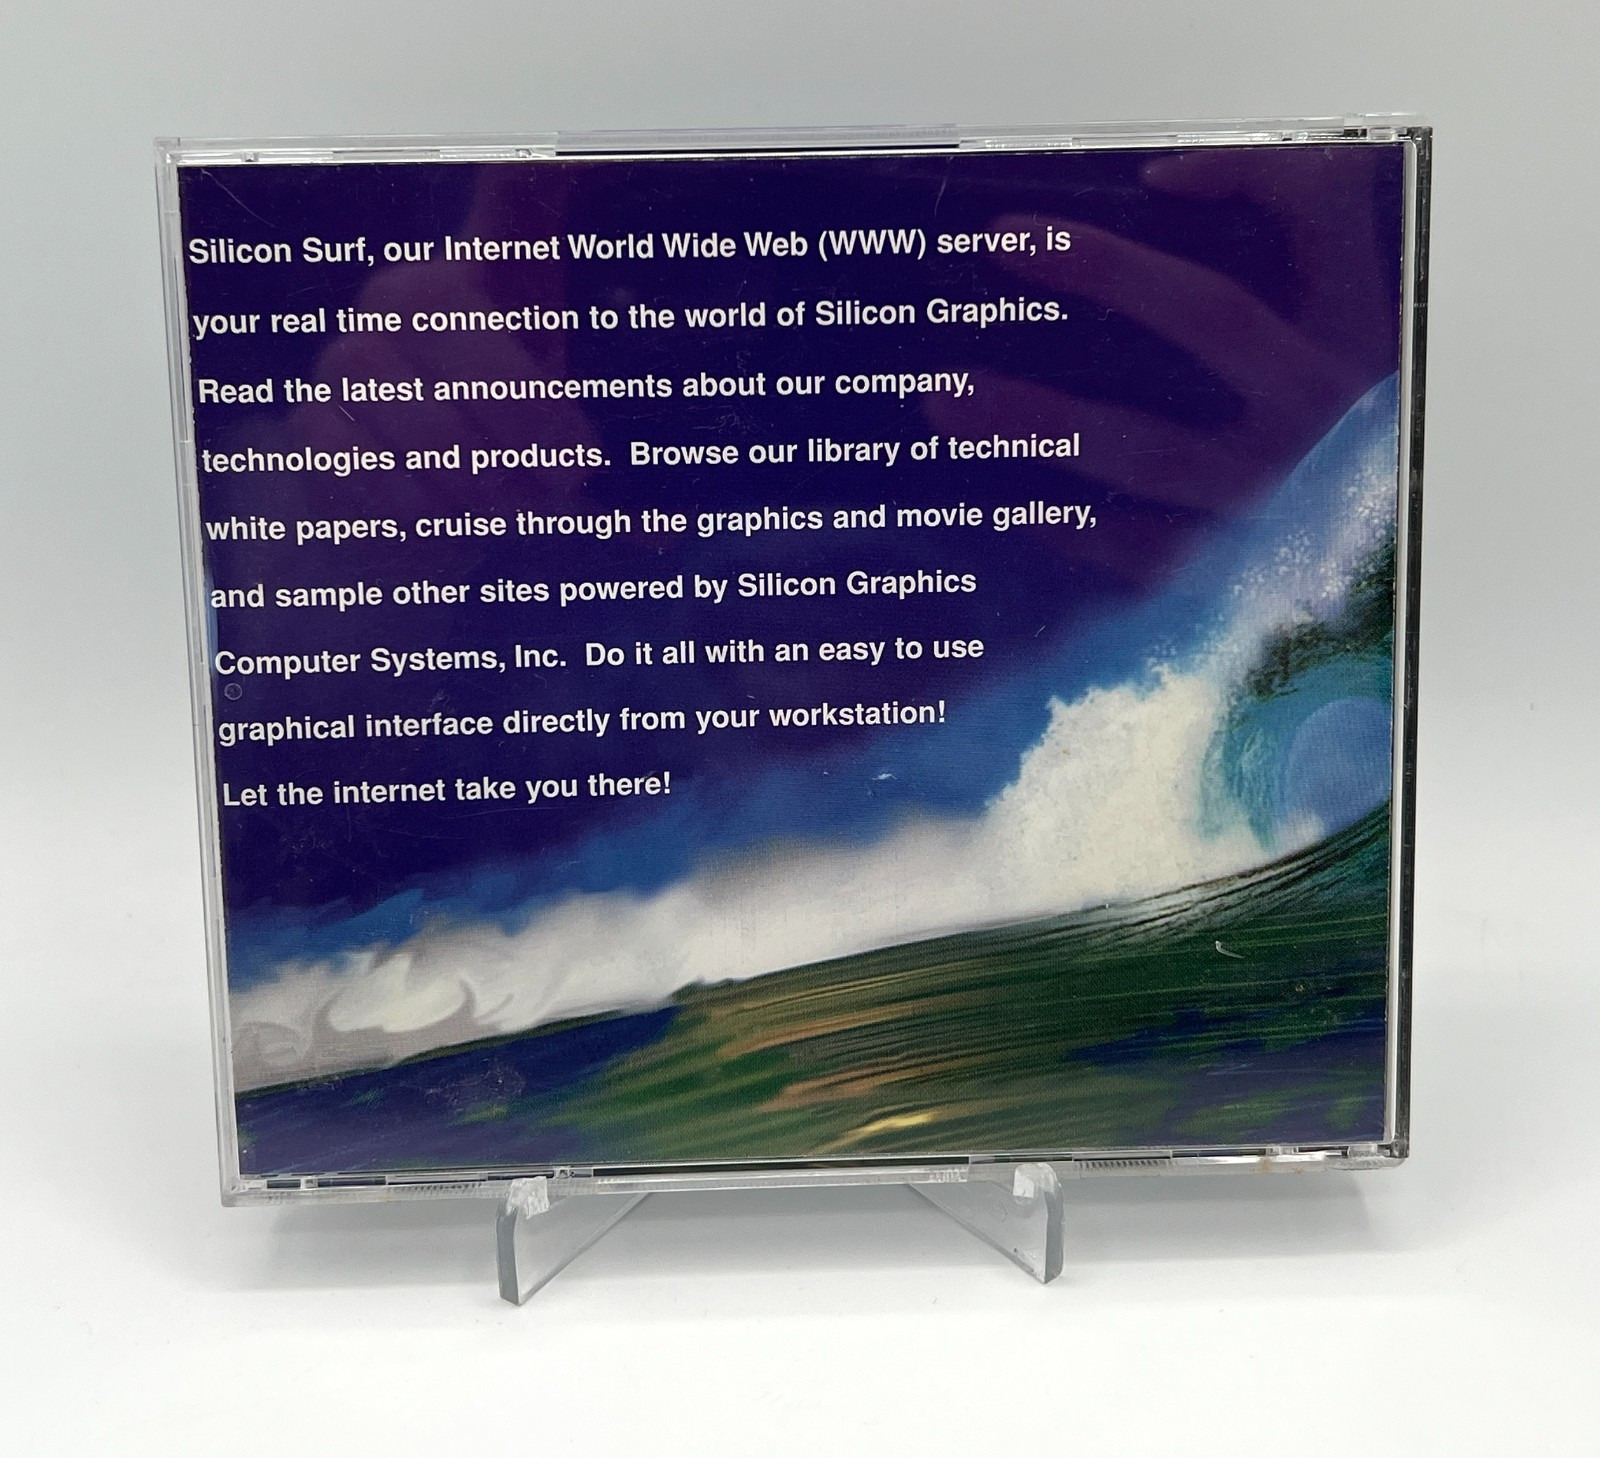 Silicon Surf, our Internet World Wide Web (WWW) server, is
your real time connection to the world of Silicon Graphics.
Read the latest announcements about our company,
technologies and products.  Browse our library of technical
white papers, cruise through the graphics and movie gallery,
and sample other sites powered by Silicon Graphics
Computer Systems, Inc.  Do it all with an easy to use
graphical interface directly from your workstation!
Let the internet take you there!